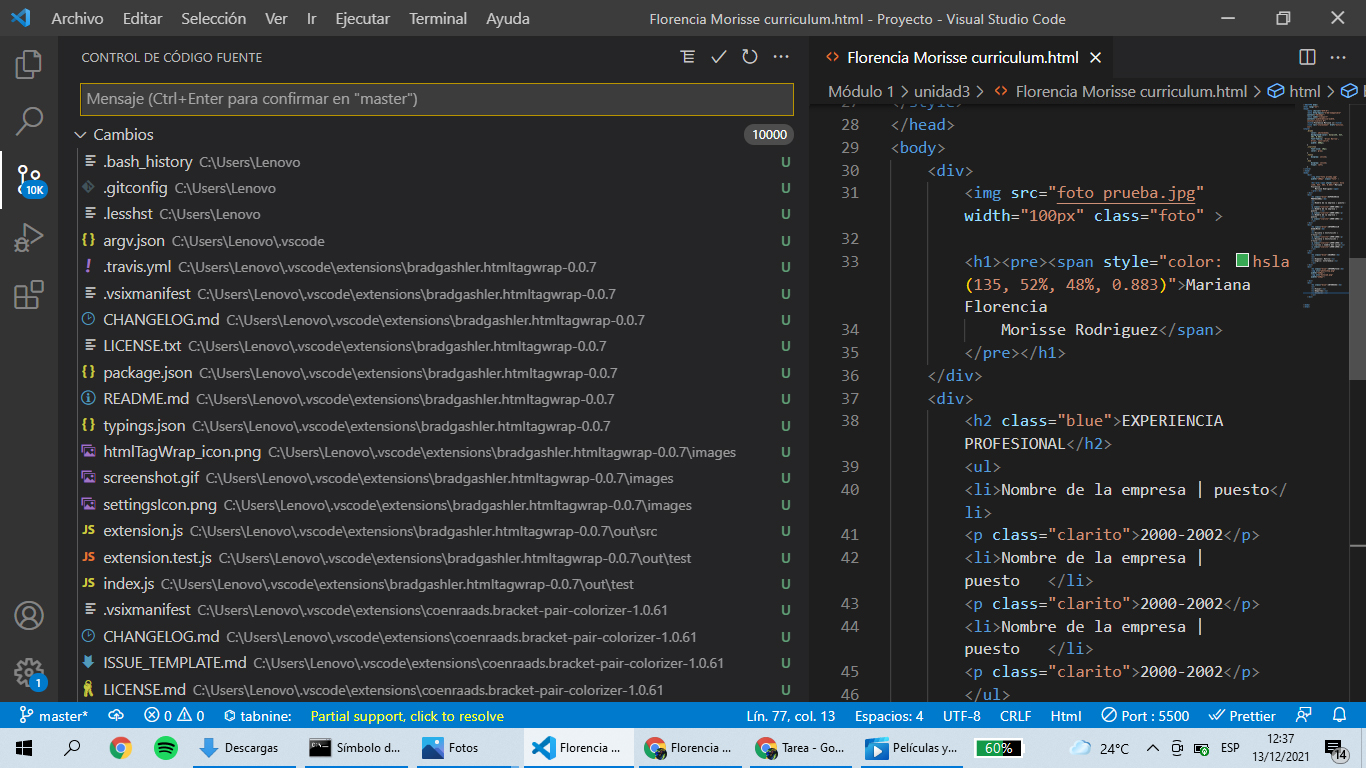 Archivo Editar Selección Ver Ir Ejecutar Terminal Ayuda
Florencia Morisse curriculum.html - Proyecto - Visual Studio Code
CONTROL DE CÓDIGO FUENTE
Mensaje (Ctrl+Enter para confirmar en "master")
Cambios 10000
.bash_history C:\Users\Lenovo U
.gitconfig C:\Users\Lenovo U
.lesshst C:\Users\Lenovo U
argv.json C:\Users\Lenovo\.vscode U
.travis.yml C:\Users\Lenovo\.vscode\extensions\bradgashler.htmltagwrap-0.0.7 U
.vsixmanifest C:\Users\Lenovo\.vscode\extensions\bradgashler.htmltagwrap-0.0.7 U
CHANGELOG.md C:\Users\Lenovo\.vscode\extensions\bradgashler.htmltagwrap-0.0.7 U
LICENSE.txt C:\Users\Lenovo\.vscode\extensions\bradgashler.htmltagwrap-0.0.7 U
package.json C:\Users\Lenovo\.vscode\extensions\bradgashler.htmltagwrap-0.0.7 U
README.md C:\Users\Lenovo\.vscode\extensions\bradgashler.htmltagwrap-0.0.7 U
typings.json C:\Users\Lenovo\.vscode\extensions\bradgashler.htmltagwrap-0.0.7 U
htmlTagWrap_icon.png C:\Users\Lenovo\.vscode\extensions\bradgashler.htmltagwrap-0.0.7\images U
screenshot.gif C:\Users\Lenovo\.vscode\extensions\bradgashler.htmltagwrap-0.0.7\images U
settingsIcon.png C:\Users\Lenovo\.vscode\extensions\bradgashler.htmltagwrap-0.0.7\images U
JS extension.js C:\Users\Lenovo\.vscode\extensions\bradgashler.htmltagwrap-0.0.7\out\src U
JS extension.test.js C:\Users\Lenovo\.vscode\extensions\bradgashler.htmltagwrap-0.0.7\out\test U
JS index.js C:\Users\Lenovo\.vscode\extensions\bradgashler.htmltagwrap-0.0.7\out\test U
.vsixmanifest C:\Users\Lenovo\.vscode\extensions\coenraads.bracket-pair-colorizer-1.0.61 U
CHANGELOG.md C:\Users\Lenovo\.vscode\extensions\coenraads.bracket-pair-colorizer-1.0.61 U
ISSUE_TEMPLATE.md C:\Users\Lenovo\.vscode\extensions\coenraads.bracket-pair-colorizer-1.0.61 U
LICENSE.md C:\Users\Lenovo\.vscode\extensions\coenraads.bracket-pair-colorizer-1.0.61 U
10K
1
Florencia Morisse curriculum.html
Módulo 1 > unidad3 > Florencia Morisse curriculum.html > html >
27 </style>
28 </head>
29 <body>
30 <div>
31 <img src="foto prueba.jpg"
width="100px" class="foto" >
32
33 <h1><pre><span style="color: hsla
(135, 52%, 48%, 0.883)">Mariana
Florencia
34 Morisse Rodriguez</span>
35 </pre></h1>
36 </div>
37 <div>
38 <h2 class="blue">EXPERIENCIA
PROFESIONAL</h2>
39 <ul>
40 <li>Nombre de la empresa | puesto</
li>
41 <p class="clarito">2000-2002</p>
42 <li>Nombre de la empresa |
puesto </li>
43 <p class="clarito">2000-2002</p>
44 <li>Nombre de la empresa |
puesto </li>
45 <p class="clarito">2000-2002</p>
46 </ul>
master* 0 0 tabnine: Partial support, click to resolve Lín. 77, col. 13 Espacios: 4 UTF-8 CRLF Html Port : 5500 Prettier
Descargas Símbolo d... Fotos Florencia ... Florencia ... Tarea - Go... Películas y... 60% 24°C ESP 12:37
13/12/2021 14